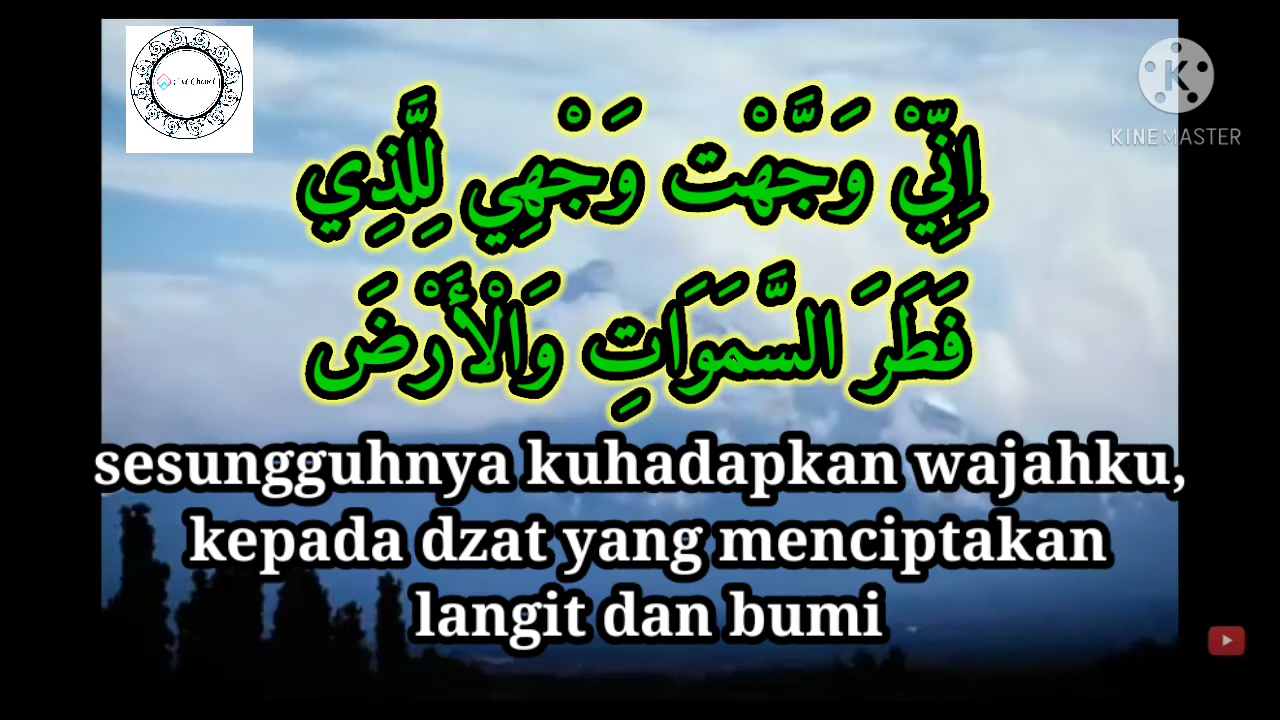 اِنِّيْ وَجَّهْت وَجْهِي لِلَّذِي
فَطَرَ السَّمَوَاتِ وَالْأَرْضَ
sesungguhnya kuhadapkan wajahku,
kepada dzat yang menciptakan
langit dan bumi
KINEMASTER